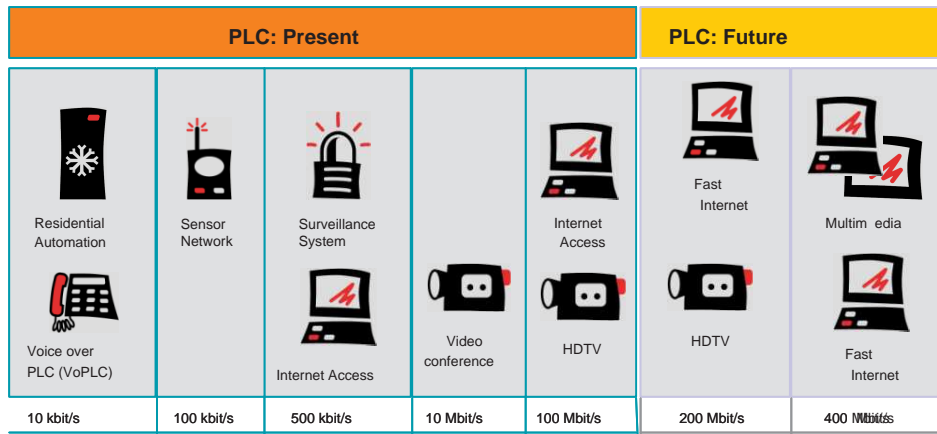 PLC: Present
PLC: Future
Residential
Automation
Voice over
PLC (VoPLC)
Sensor
Network
Surveillance
System
Internet Access
Video
conference
Internet
Access
HDTV
Fast
Internet
HDTV
Multim edia
Fast
Internet
10 kbit/s
100 kbit/s
500 kbit/s
10 Mbit/s
100 Mbit/s
200 Mbit/s
400 Mbit/s